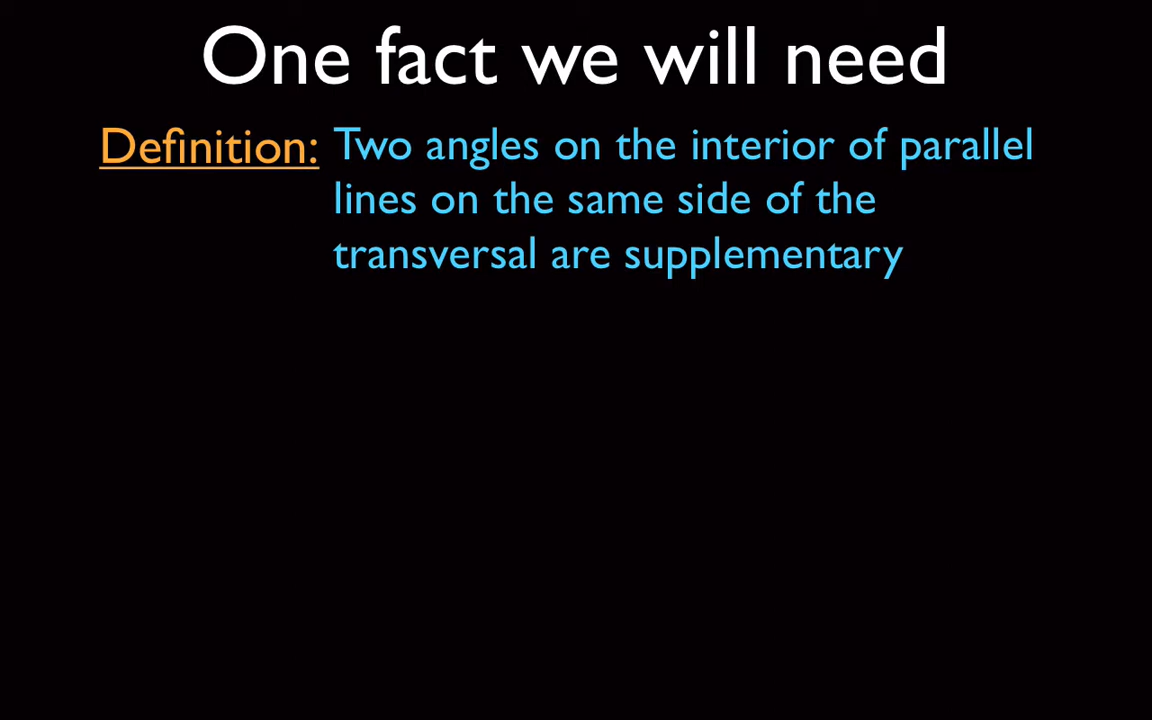 One fact we will need
Definition: Two angles on the interior of parallel
lines on the same side of the
transversal are supplementary